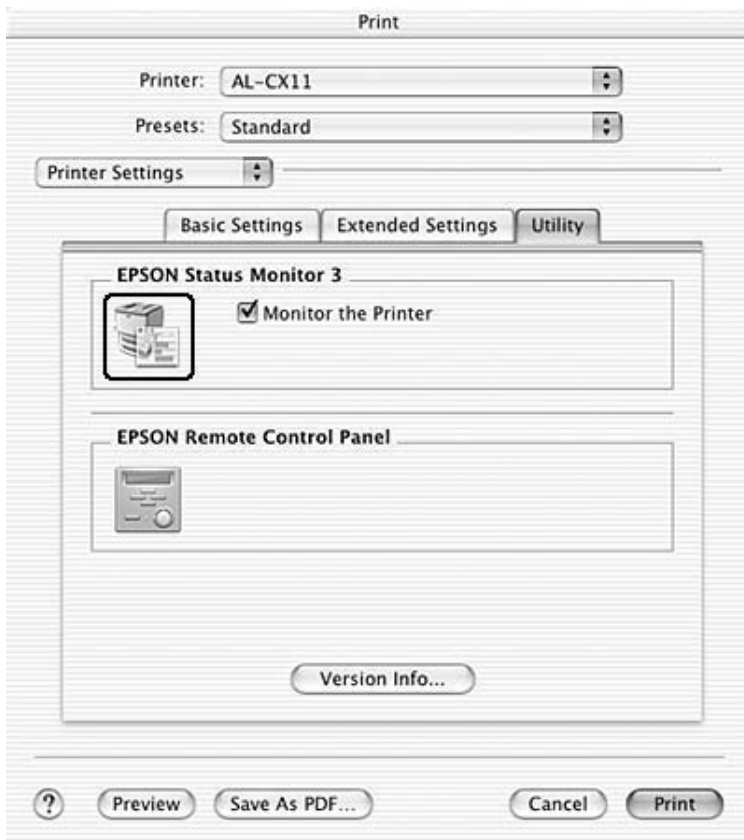 Print
Printer: AL-CX11
Presets: Standard
Printer Settings
Basic Settings Extended Settings Utility
EPSON Status Monitor 3
Monitor the Printer
EPSON Remote Control Panel
Version Info...
? Preview Save As PDF... Cancel Print